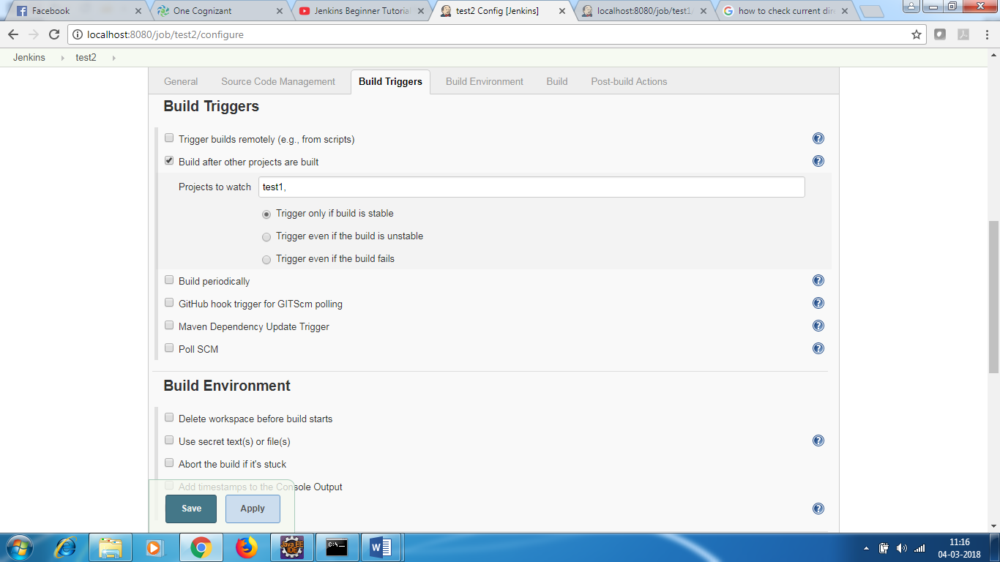 Facebook
One Cognizant
Jenkins Beginner Tutorial
test2 Config [Jenkins]
localhost:8080/job/test1/
how to check current dir
localhost:8080/job/test2/configure
Jenkins
test2
General
Source Code Management
Build Triggers
Build Environment
Build
Post-build Actions
Build Triggers
Trigger builds remotely (e.g., from scripts)
Build after other projects are built
Projects to watch
test1,
Trigger only if build is stable
Trigger even if the build is unstable
Trigger even if the build fails
Build periodically
GitHub hook trigger for GITScm polling
Maven Dependency Update Trigger
Poll SCM
Build Environment
Delete workspace before build starts
Use secret text(s) or file(s)
Abort the build if it's stuck
Add timestamps to the Console Output
Save
Apply
Java EE
IDE
C:\.
W
11:16
04-03-2018